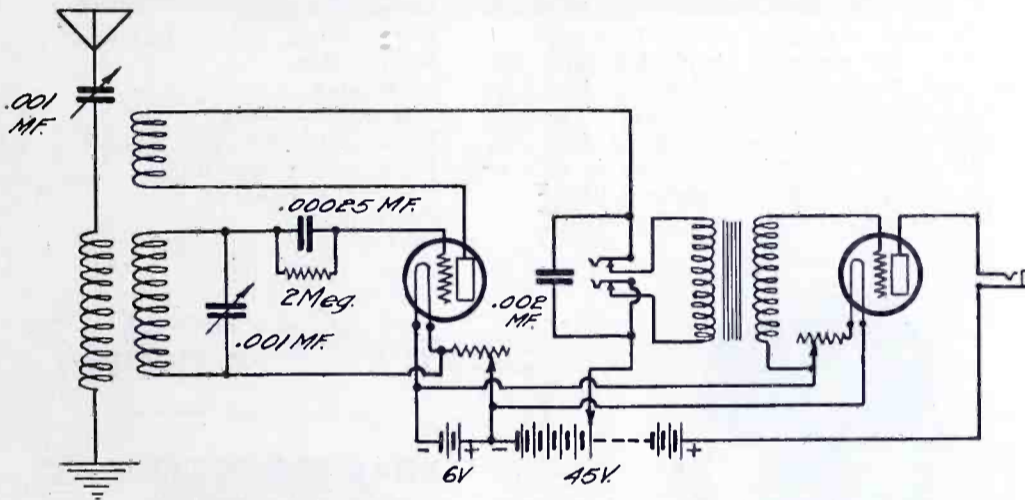 .001
MF.
.00025 MF.
2Meg.
.001 MF.
.002
MF.
- + - +
6V 45V.